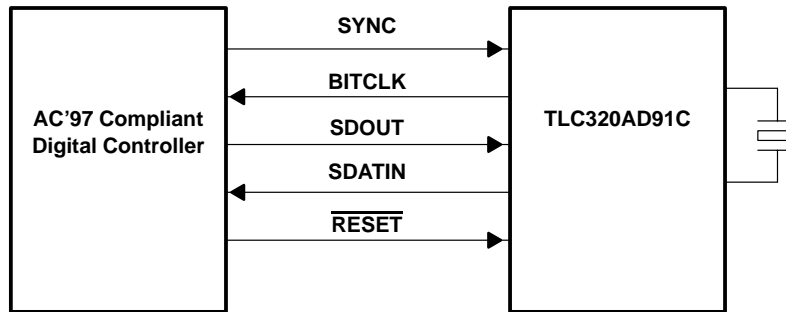 SYNC
BITCLK
AC'97 Compliant
Digital Controller
TLC320AD91C
SDOUT
SDATIN
RESET